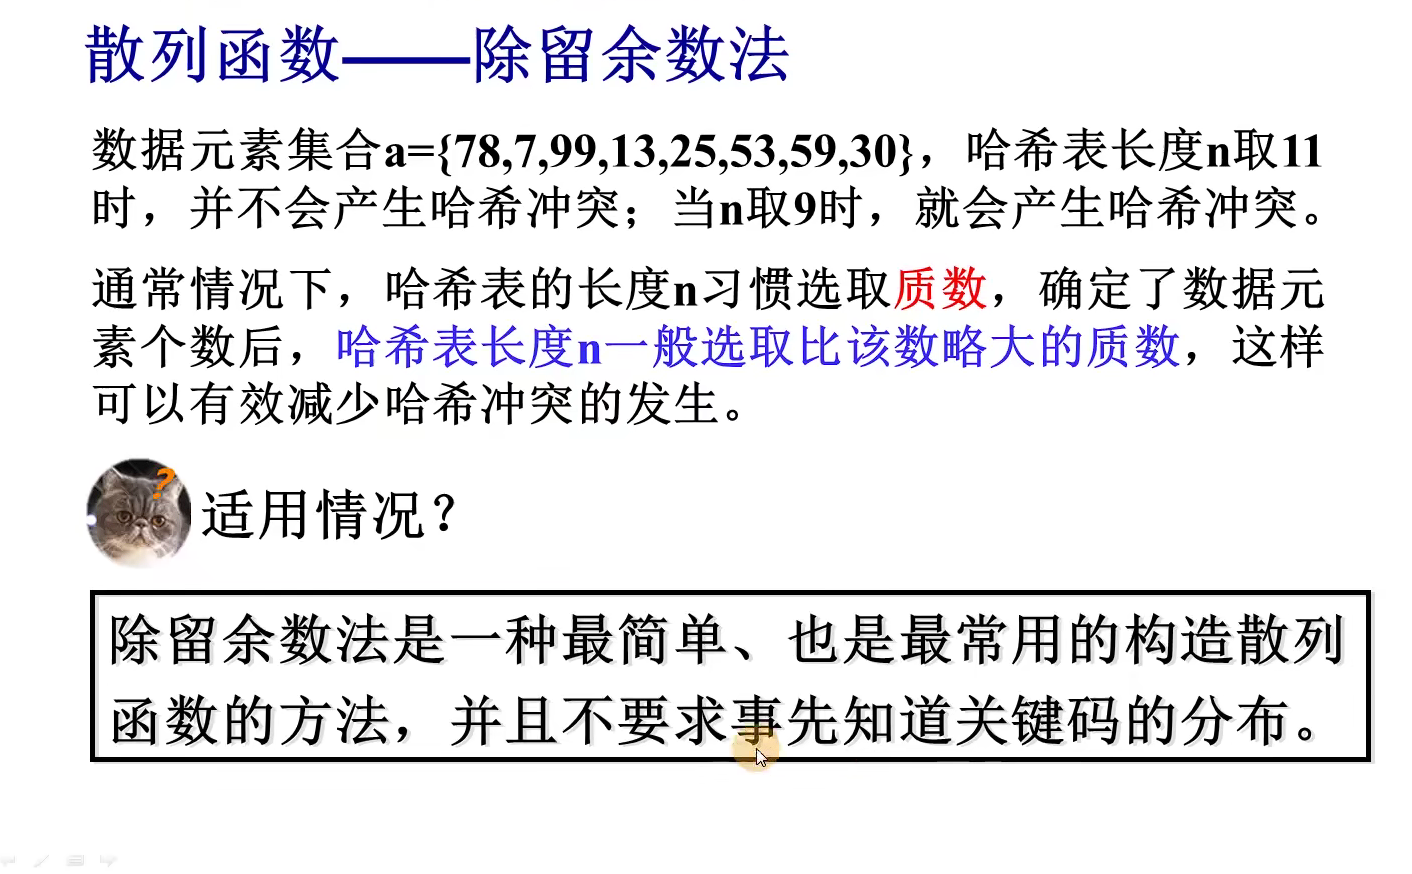 散列函数——除留余数法
数据元素集合a={78,7,99,13,25,53,59,30}，哈希表长度n取11
时，并不会产生哈希冲突；当n取9时，就会产生哈希冲突。
通常情况下，哈希表的长度n习惯选取质数，确定了数据元
素个数后，哈希表长度n一般选取比该数略大的质数，这样
可以有效减少哈希冲突的发生。
?
适用情况？
除留余数法是一种最简单、也是最常用的构造散列
函数的方法，并且不要求事先知道关键码的分布。